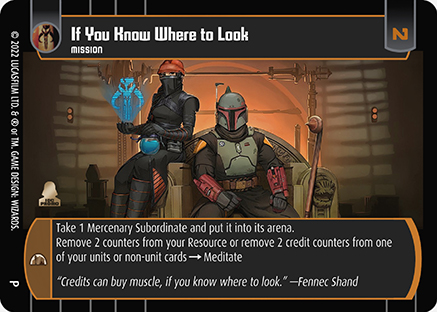 If You Know Where to Look
MISSION
N
© 2022 LUCASFILM LTD. & ® or TM. GAME DESIGN: WIZARDS.
Take 1 Mercenary Subordinate and put it into its arena.
Remove 2 counters from your Resource or remove 2 credit counters from one
of your units or non-unit cards → Meditate
"Credits can buy muscle, if you know where to look." —Fennec Shand
P